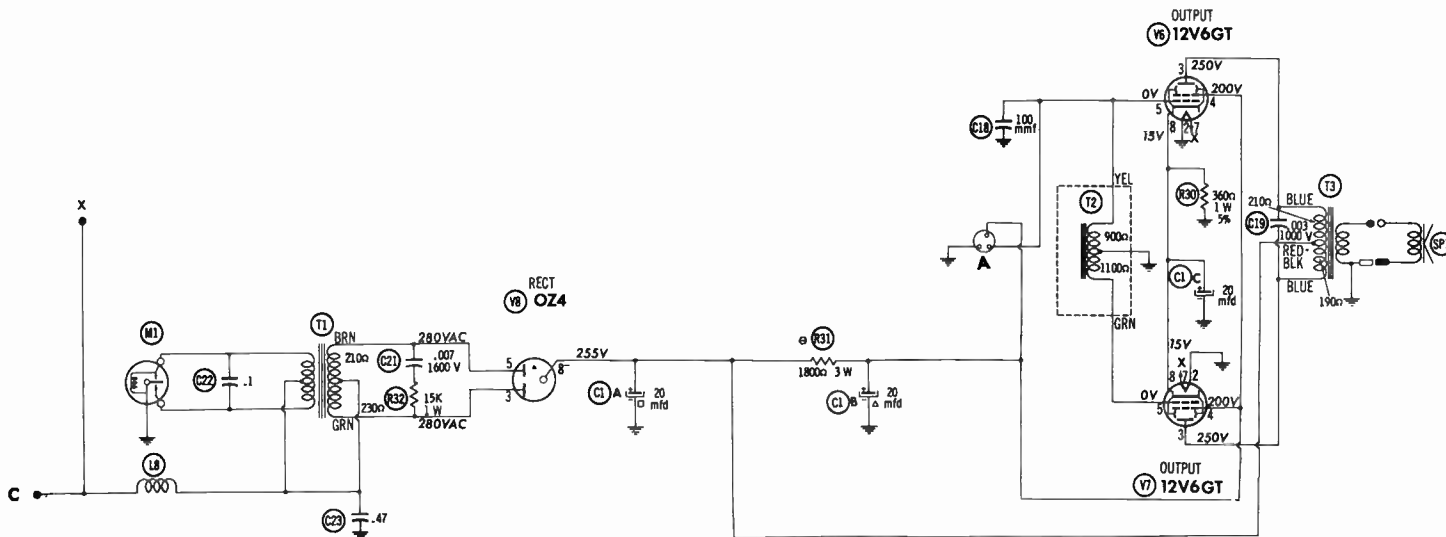 OUTPUT
V6 12V6GT
3 250V
0V 200V
5 4
8 2 7
15V X
C18 100 mmf
YEL
T2
900Ω
1100Ω
GRN
R30 360Ω
1 W
5%
C1 C 20 mfd
A
T3
210Ω BLUE
C19 .003
1000 V
RED-
BLK
BLUE
190Ω
SP1
X
RECT
V8 OZ4
M1
T1
BRN 280VAC
210Ω
C21 .007
1600 V
C22 .1
R32 15K
1 W
230Ω
GRN 280VAC
5
8
3
255V
C1 A 20 mfd
R31
1800Ω 3 W
C1 B 20 mfd
15V X
8 7 2
0V 200V
5 4
3 250V
OUTPUT
V7 12V6GT
L8
C
C23 .47